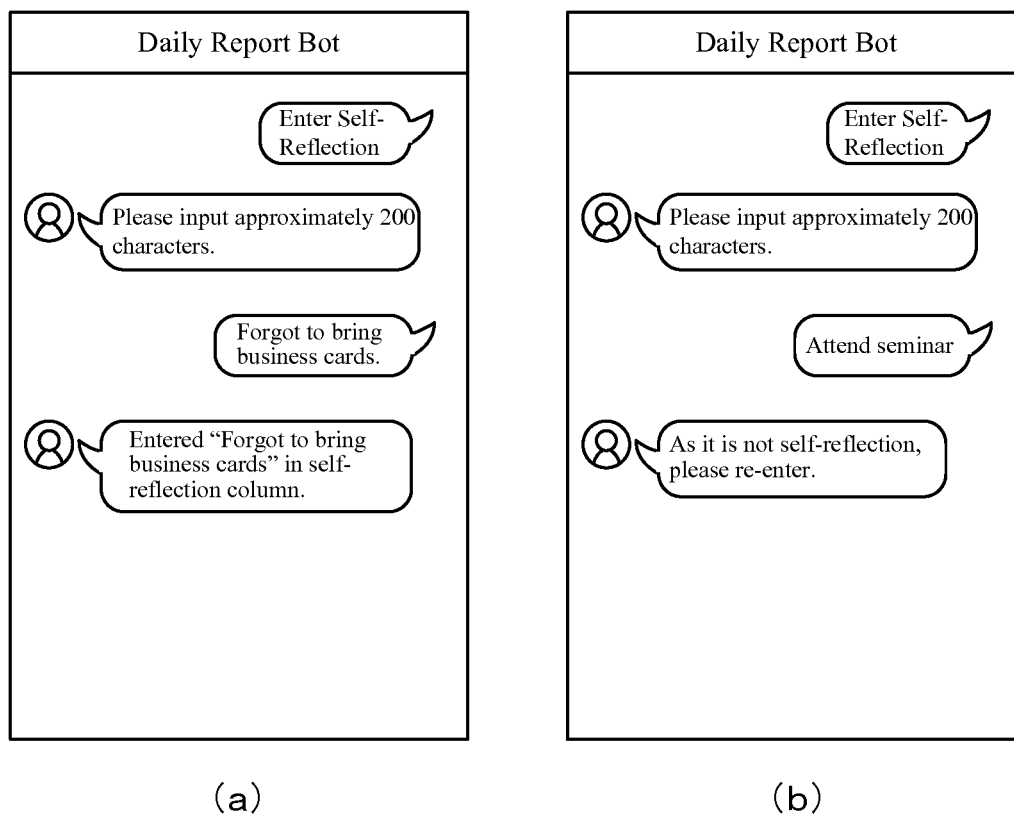 Daily Report Bot
Enter Self-
Reflection
Please input approximately 200
characters.
Forgot to bring
business cards.
Entered “Forgot to bring
business cards” in self-
reflection column.
(a)
Daily Report Bot
Enter Self-
Reflection
Please input approximately 200
characters.
Attend seminar
As it is not self-reflection,
please re-enter.
(b)